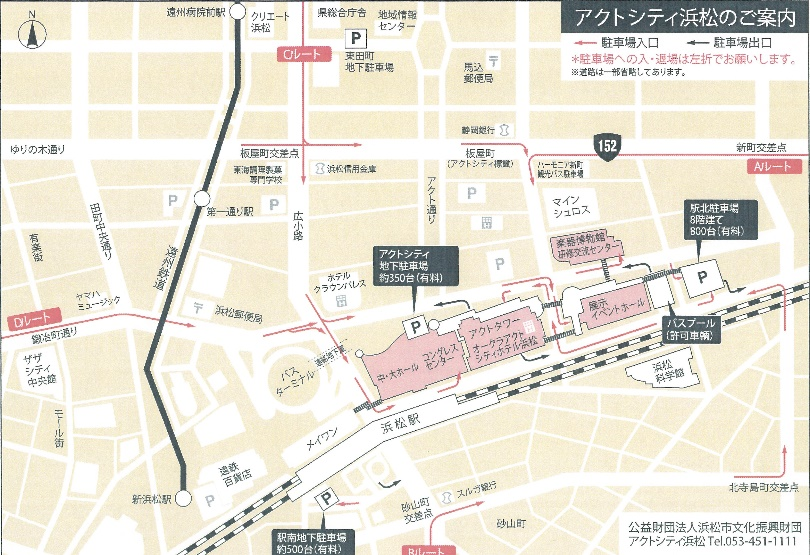 アクトシティ浜松のご案内
駐車場入口
駐車場出口
*駐車場への入・退場は左折でお願いします。
※道路は一部省略してあります。
遠州病院前駅
クリエート
浜松
県総合庁舎
地域情報
センター
P
東田町
地下駐車場
Cルート
馬込
郵便局
静岡銀行
152
新町交差点
Aルート
ゆりの木通り
板屋町交差点
東海調理製菓
専門学校
浜松信用金庫
板屋町
(アクトシティ標識)
ハーモニア新町
観光バス駐車場
P
P
P
P
第一通り駅
広小路
アクト通り
マイン
シュロス
駅北駐車場
8階建て
800台(有料)
P
田町中央通り
有楽街
遠州鉄道
アクトシティ
地下駐車場
約350台(有料)
P
楽器博物館
研修交流センター
ホテル
クラウンパレス
ヤマハ
ミュージック
浜松郵便局
展示
イベントホール
Dルート
鍛冶町通り
アクトタワー
オークラアクト
シティホテル浜松
コングレス
センター
中・大ホール
バスプール
(許可車輌)
ザザ
シティ
中央館
バス
ターミナル
浜松
科学館
モール街
メイワン
浜松駅
遠鉄
百貨店
新浜松駅
P
P
駅南地下駐車場
約500台(有料)
砂山町
交差点
スルガ銀行
砂山町
Bルート
北寺島町交差点
公益財団法人浜松市文化振興財団
アクトシティ浜松 Tel.053-451-1111